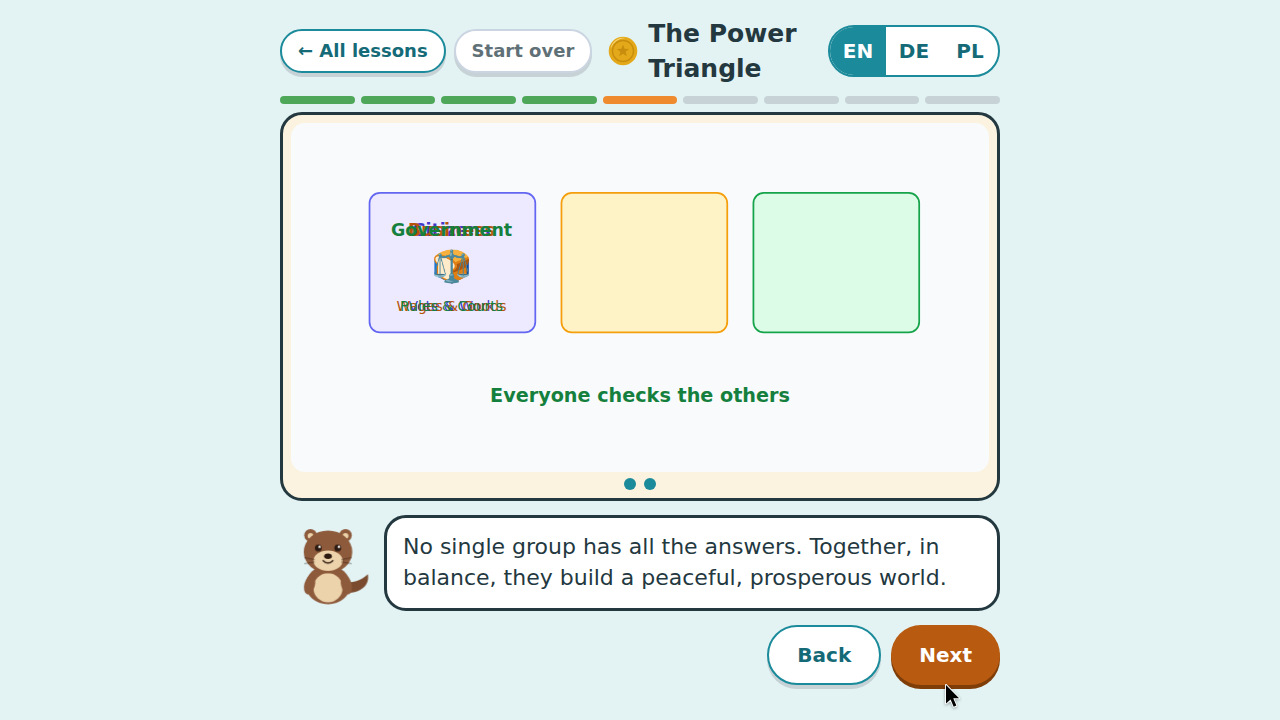 ← All lessons
Start over
The Power
Triangle
EN DE PL
Government
Everyone checks the others
No single group has all the answers. Together, in
balance, they build a peaceful, prosperous world.
Back
Next